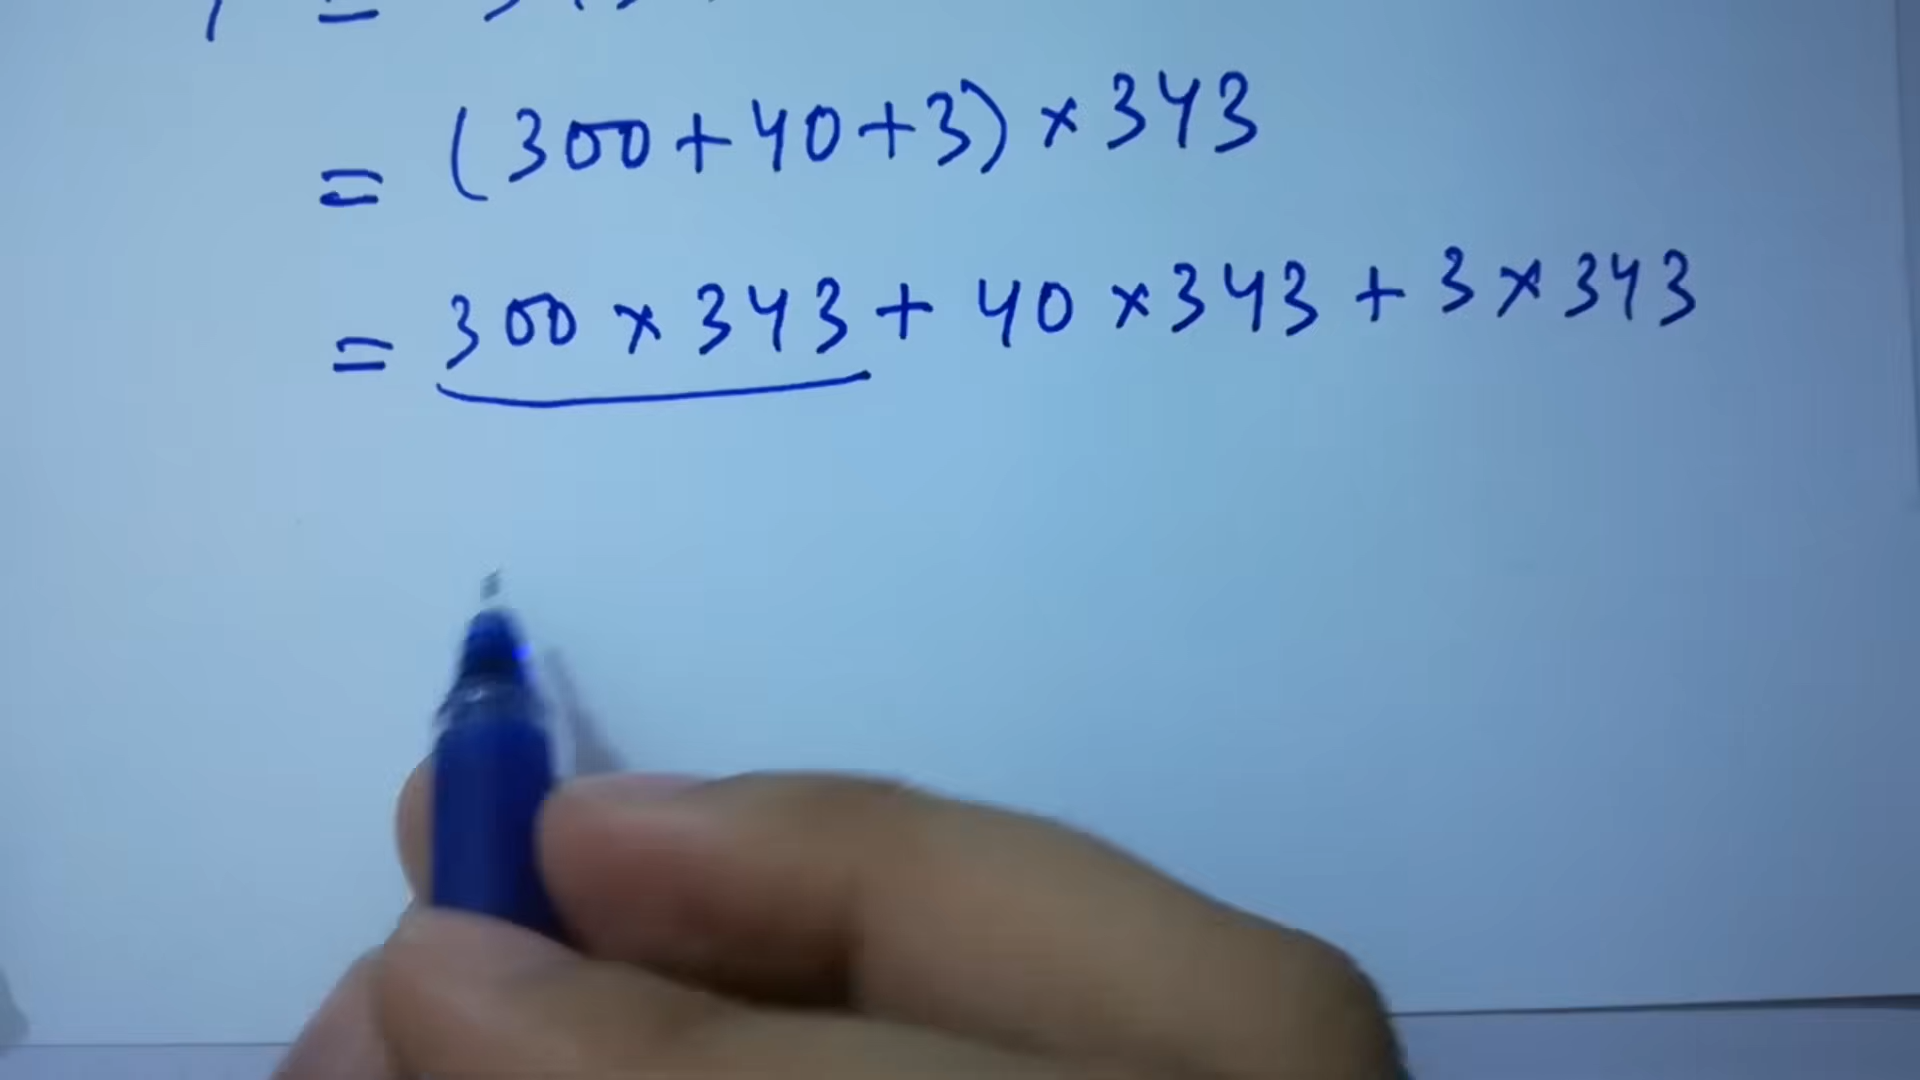 = (300+40+3) × 343
= 300 × 343 + 40 × 343 + 3 × 343